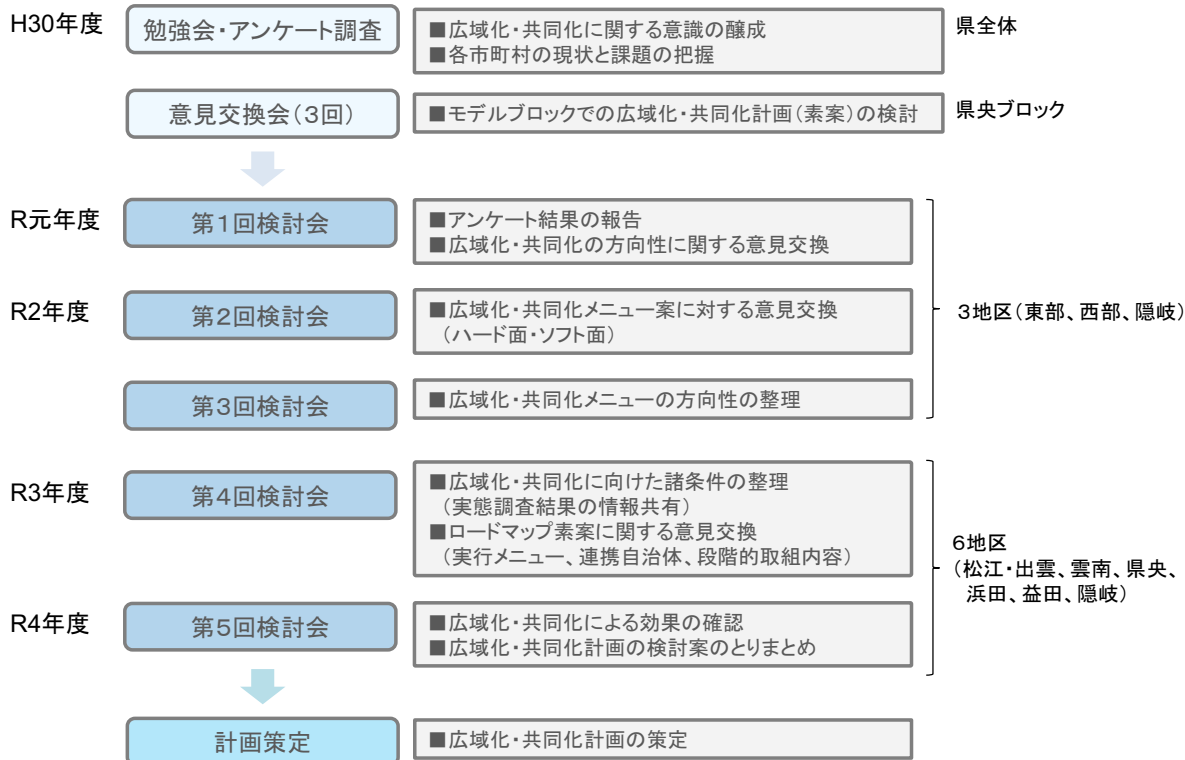 H30年度
勉強会・アンケート調査
■広域化・共同化に関する意識の醸成
■各市町村の現状と課題の把握
県全体
意見交換会(3回)
■モデルブロックでの広域化・共同化計画(素案)の検討
県央ブロック
R元年度
第1回検討会
■アンケート結果の報告
■広域化・共同化の方向性に関する意見交換
R2年度
第2回検討会
■広域化・共同化メニュー案に対する意見交換
(ハード面・ソフト面)
3地区(東部、西部、隠岐)
第3回検討会
■広域化・共同化メニューの方向性の整理
R3年度
第4回検討会
■広域化・共同化に向けた諸条件の整理
(実態調査結果の情報共有)
■ロードマップ素案に関する意見交換
(実行メニュー、連携自治体、段階的取組内容)
6地区
(松江・出雲、雲南、県央、
浜田、益田、隠岐)
R4年度
第5回検討会
■広域化・共同化による効果の確認
■広域化・共同化計画の検討案のとりまとめ
計画策定
■広域化・共同化計画の策定